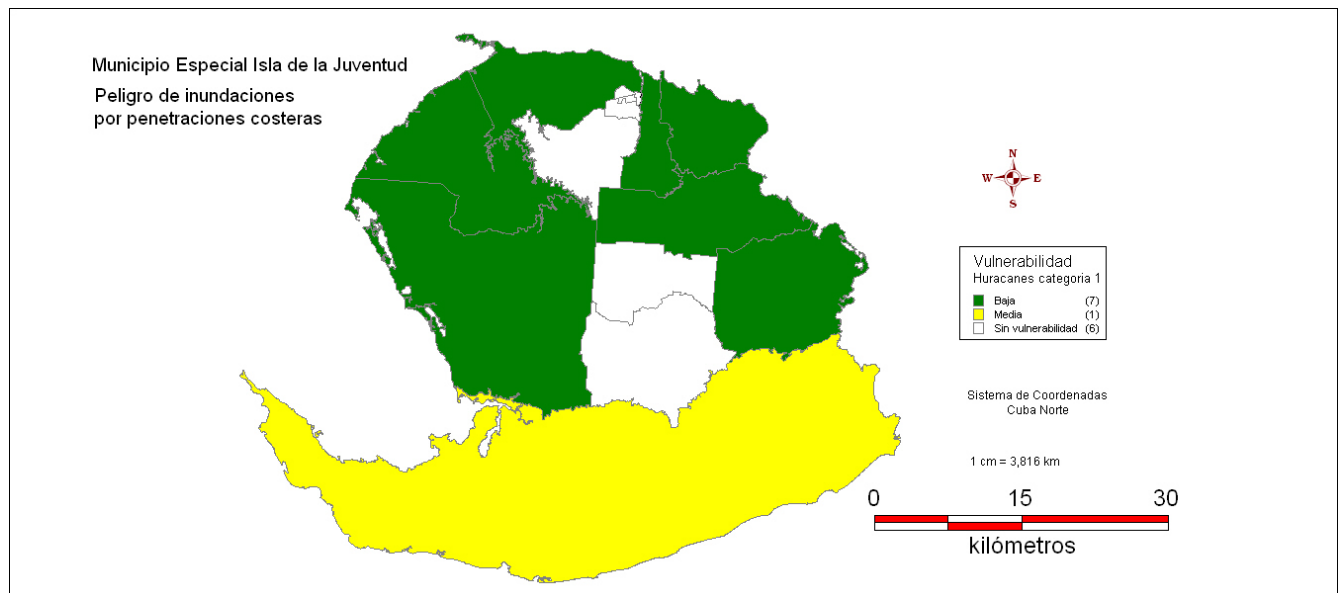 Municipio Especial Isla de la Juventud
Peligro de inundaciones
por penetraciones costeras
N
W E
S
Vulnerabilidad
Huracanes categoria 1
Baja (7)
Media (1)
Sin vulnerabilidad (6)
Sistema de Coordenadas
Cuba Norte
1 cm = 3,816 km
0 15 30
kilómetros